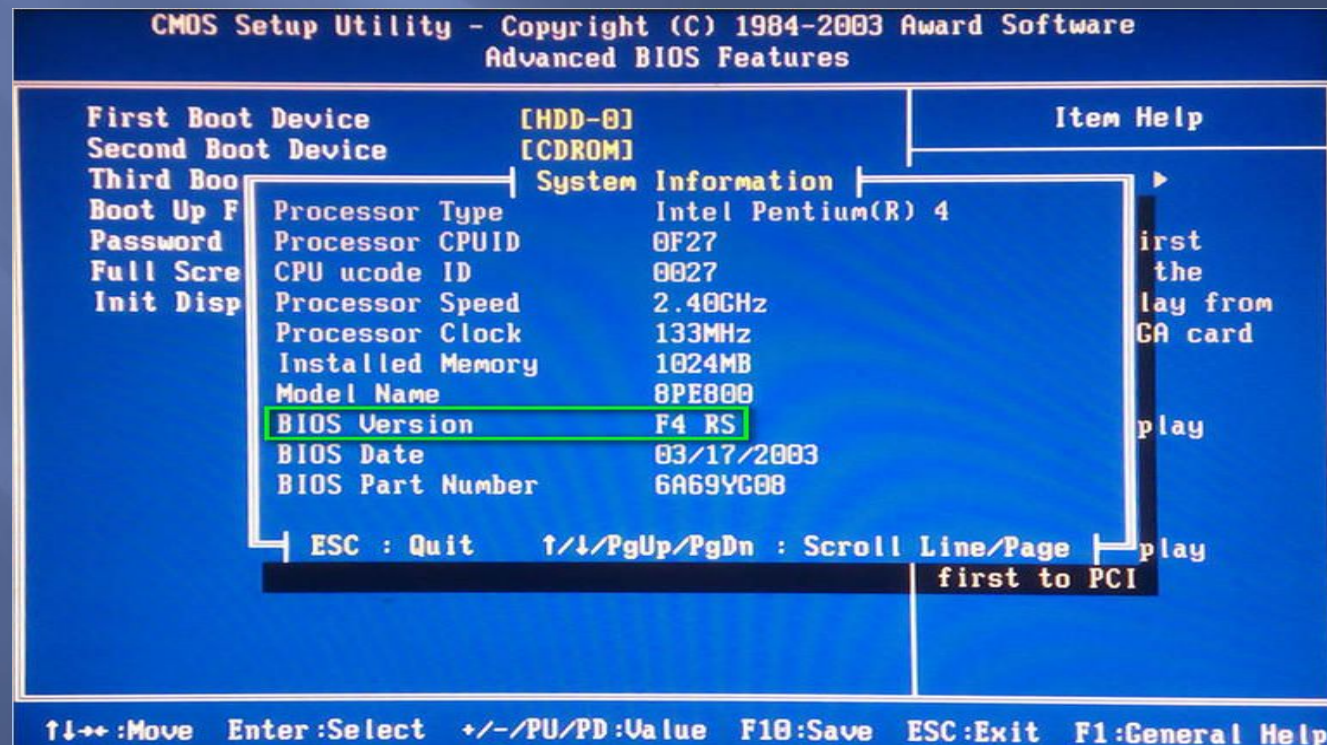 CMOS Setup Utility – Copyright (C) 1984-2003 Award Software
Advanced BIOS Features
First Boot Device [HDD-0]
Item Help
Second Boot Device [CDROM]
Third Boo
System Information
Boot Up F
Processor Type Intel Pentium(R) 4
Password
Processor CPUID 0F27
irst
Full Scre
CPU ucode ID 0027
the
Init Disp
Processor Speed 2.40GHz
lay from
Processor Clock 133MHz
GA card
Installed Memory 1024MB
Model Name 8PE800
BIOS Version F4 RS
play
BIOS Date 03/17/2003
BIOS Part Number 6A69YG08
ESC : Quit ↑/↓/PgUp/PgDn : Scroll Line/Page
play
first to PCI
↑↓→←:Move Enter:Select +/-/PU/PD:Value F10:Save ESC:Exit F1:General Help